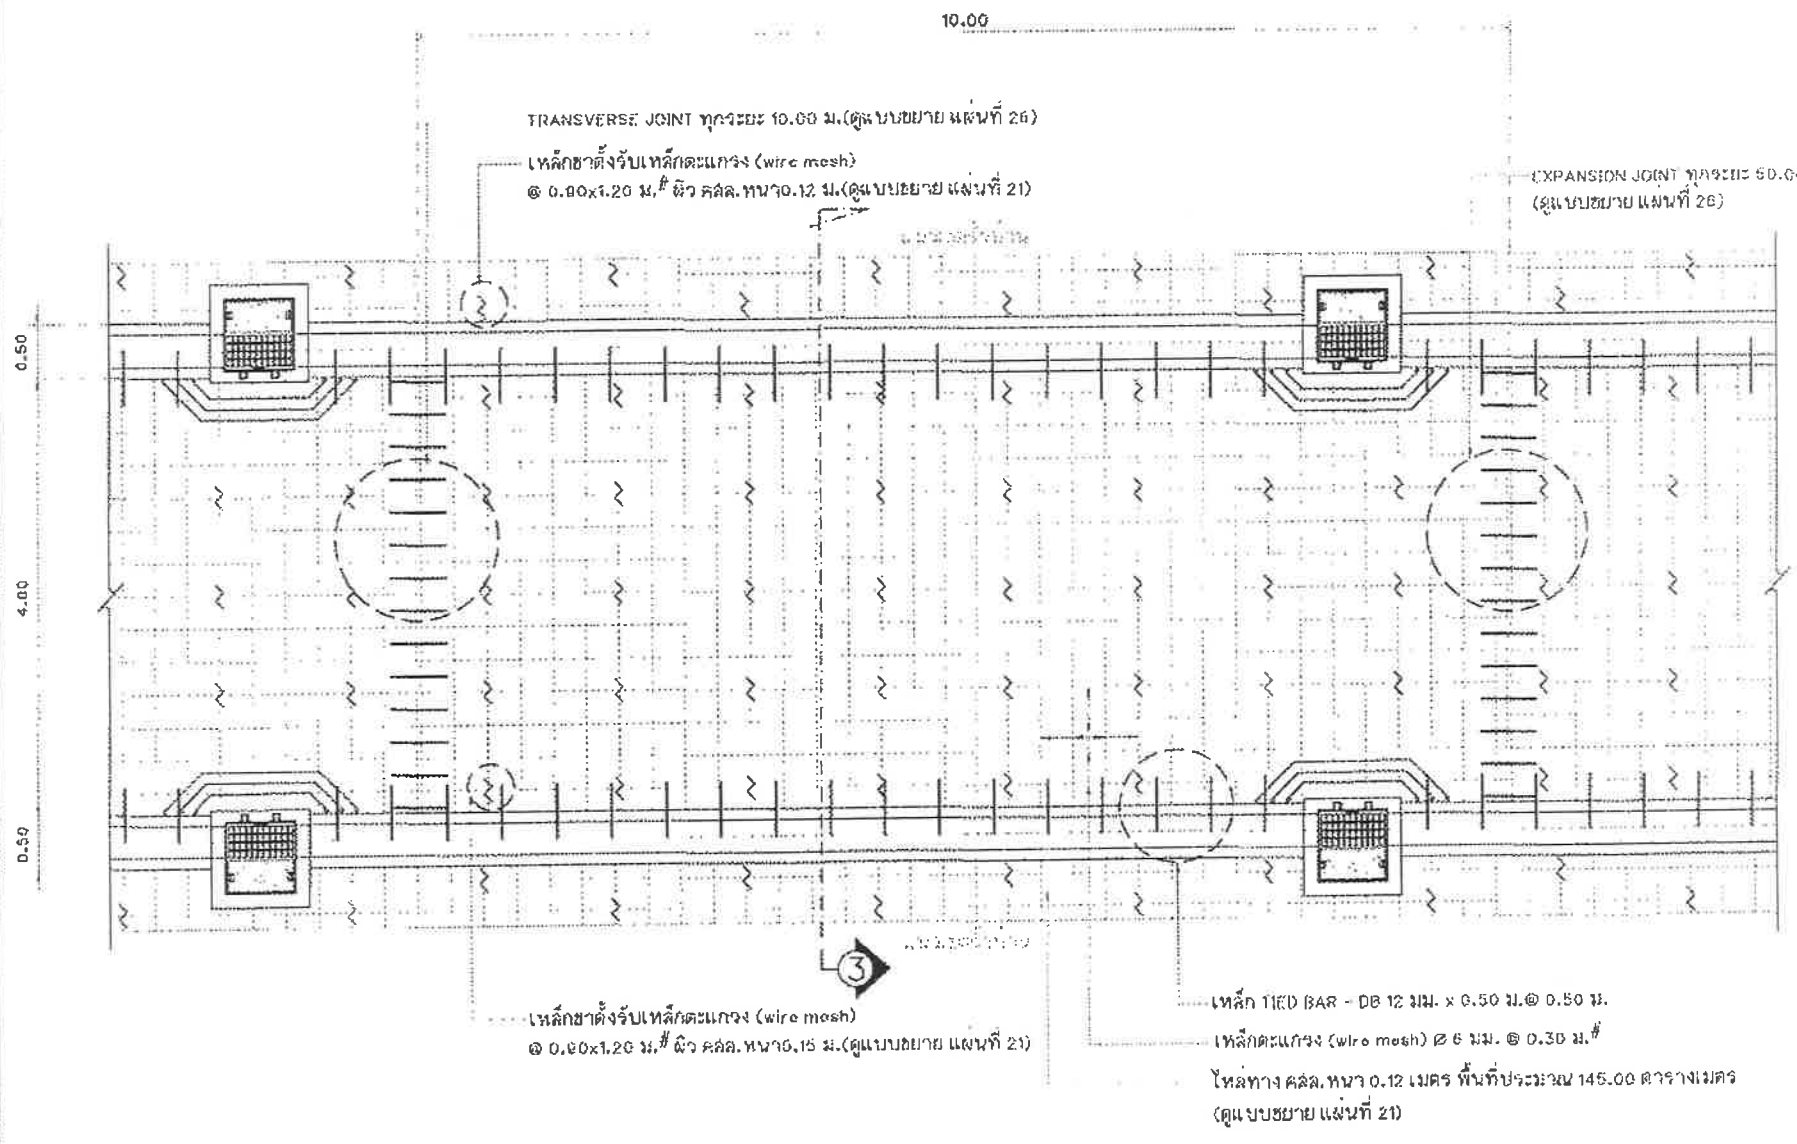 10.00
TRANSVERSE JOINT ทุกระยะ 10.00 ม.(ดูแบบขยาย แผ่นที่ 26)
เหล็กขาตั้งรับเหล็กตะแกรง (wire mesh)
@ 0.80x1.20 ม.# ผิว คสล.หนา0.12 ม.(ดูแบบขยาย แผ่นที่ 21)
EXPANSION JOINT ทุกระยะ 50.0
(ดูแบบขยาย แผ่นที่ 26)
0.50
4.00
0.50
3
เหล็กขาตั้งรับเหล็กตะแกรง (wire mesh)
@ 0.80x1.20 ม.# ผิว คสล.หนา0.15 ม.(ดูแบบขยาย แผ่นที่ 21)
เหล็ก TIED BAR - DB 12 มม. x 0.50 ม.@ 0.50 ม.
เหล็กตะแกรง (wire mesh) Ø 6 มม. @ 0.30 ม.#
ไหล่ทาง คสล.หนา 0.12 เมตร พื้นที่ประมาณ 145.00 ตารางเมตร
(ดูแบบขยาย แผ่นที่ 21)